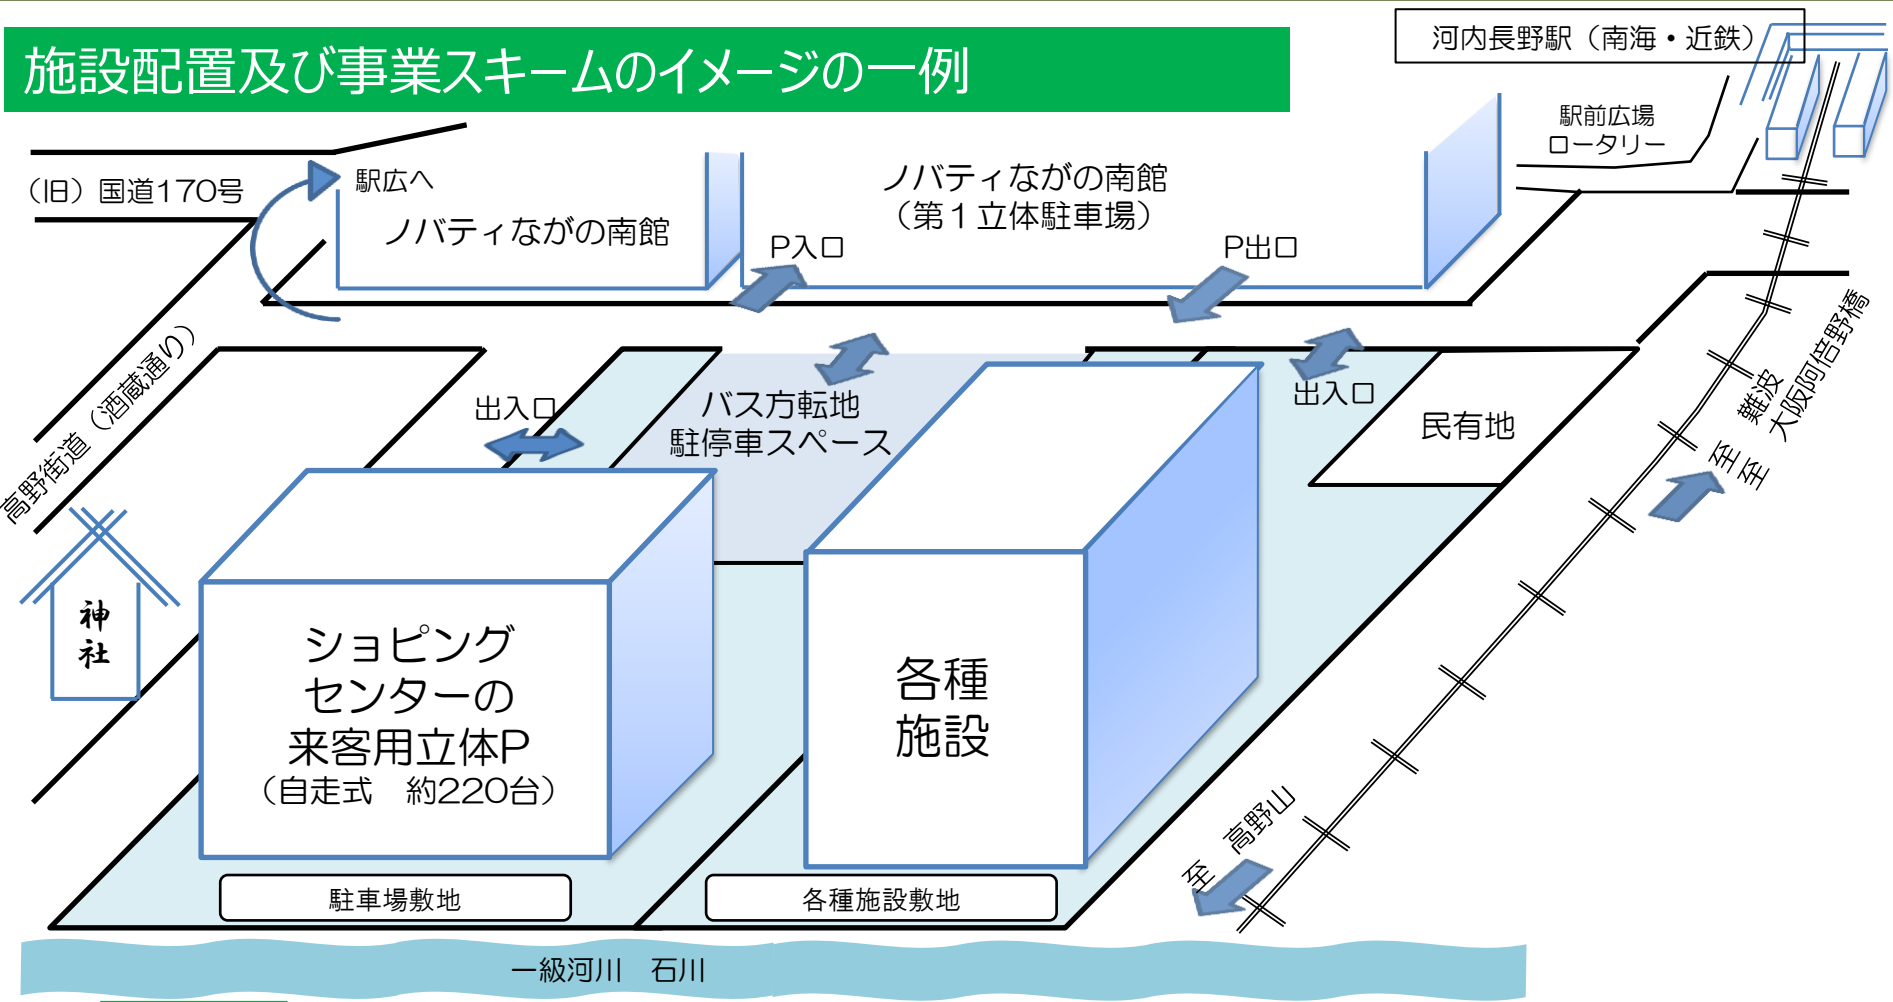 施設配置及び事業スキームのイメージの一例
河内長野駅（南海・近鉄）
駅前広場
ロータリー
（旧）国道170号
駅広へ
ノバティながの南館
ノバティながの南館
（第１立体駐車場）
P入口
P出口
高野街道（酒蔵通り）
出入口
バス方転地
駐停車スペース
出入口
民有地
至　難波
至　大阪阿倍野橋
神
社
ショピング
センターの
来客用立体P
（自走式　約220台）
各種
施設
至　高野山
駐車場敷地
各種施設敷地
一級河川　石川